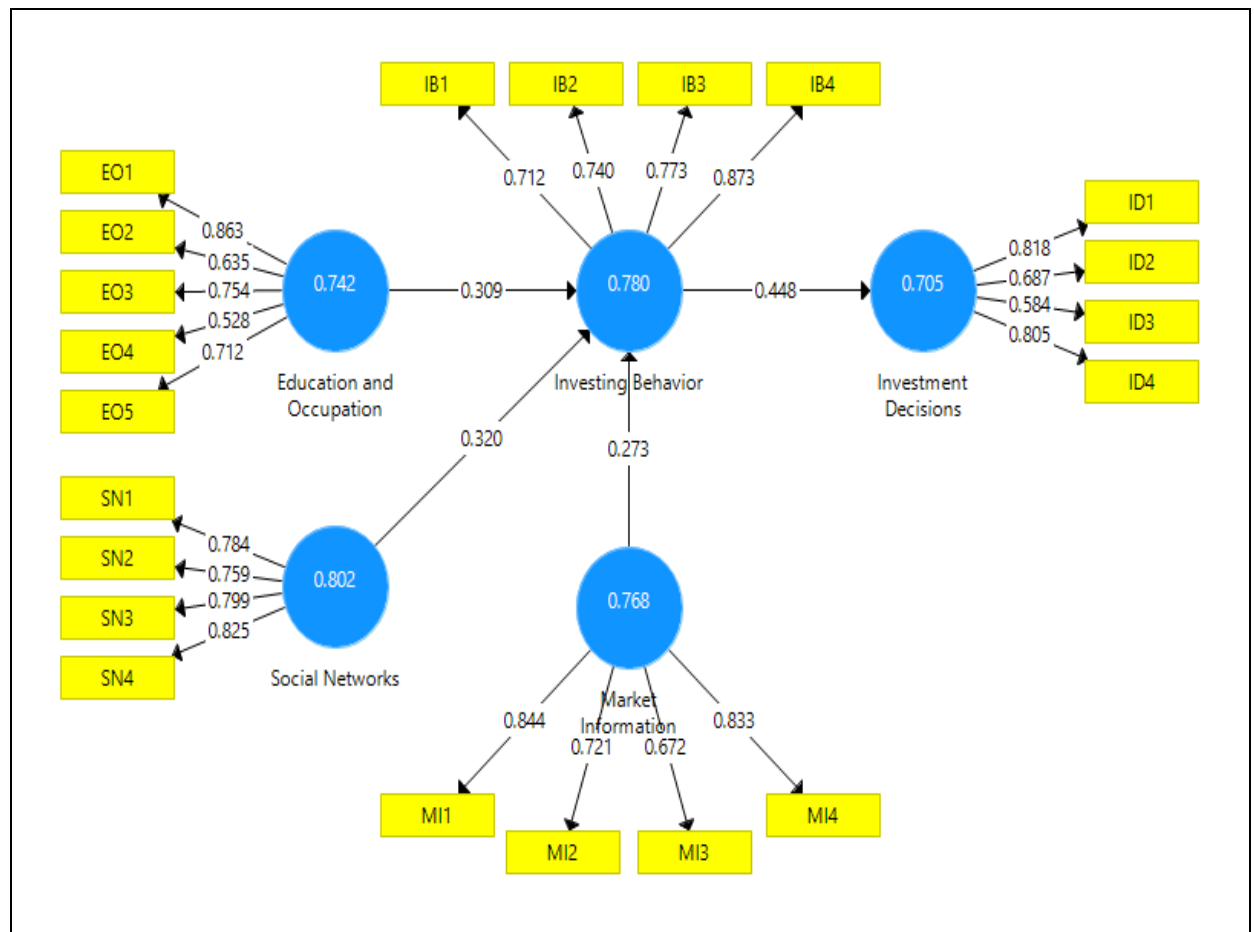 IB1 IB2 IB3 IB4
0.712 0.740 0.773 0.873
EO1
EO2
EO3
EO4
EO5
0.863
0.635
0.754
0.528
0.712
0.742
Education and
Occupation
0.309
0.780
Investing Behavior
0.448
0.705
Investment
Decisions
0.818
0.687
0.584
0.805
ID1
ID2
ID3
ID4
0.320
0.273
SN1
SN2
SN3
SN4
0.784
0.759
0.799
0.825
0.802
Social Networks
0.768
Market
Information
0.844 0.721 0.672 0.833
MI1 MI2 MI3 MI4